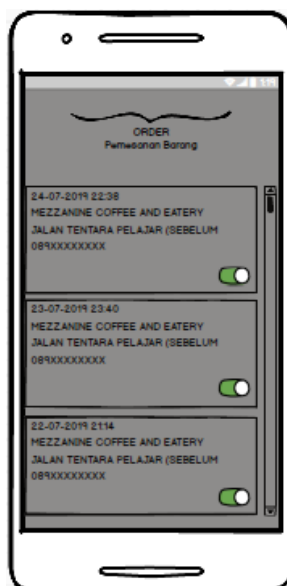 ORDER
Pemesanan Barang
24-07-2019 22:38
MEZZANINE COFFEE AND EATERY
JALAN TENTARA PELAJAR (SEBELUM
089XXXXXXXX
23-07-2019 23:40
MEZZANINE COFFEE AND EATERY
JALAN TENTARA PELAJAR (SEBELUM
089XXXXXXXX
22-07-2019 21:14
MEZZANINE COFFEE AND EATERY
JALAN TENTARA PELAJAR (SEBELUM
089XXXXXXXX